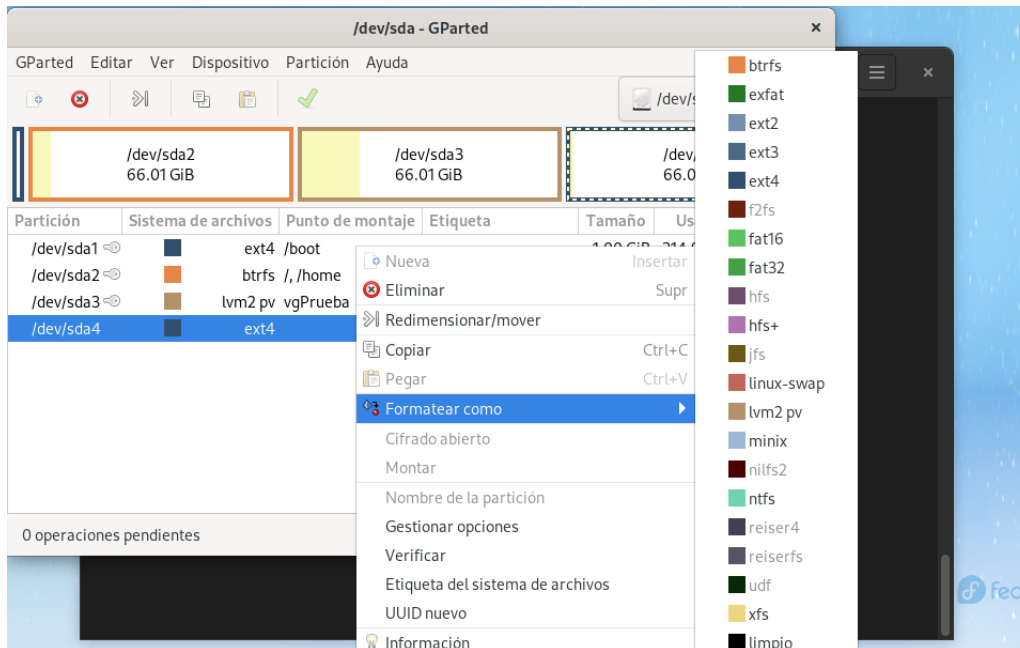 /dev/sda - GParted
GParted Editar Ver Dispositivo Partición Ayuda
/dev/sda2
66.01 GiB
/dev/sda3
66.01 GiB
Partición Sistema de archivos Punto de montaje Etiqueta Tamaño
/dev/sda1 ext4 /boot
/dev/sda2 btrfs /, /home
/dev/sda3 lvm2 pv vgPrueba
/dev/sda4 ext4
0 operaciones pendientes
Nueva Insertar
Eliminar Supr
Redimensionar/mover
Copiar Ctrl+C
Pegar Ctrl+V
Formatear como
Cifrado abierto
Montar
Nombre de la partición
Gestionar opciones
Verificar
Etiqueta del sistema de archivos
UUID nuevo
Información
btrfs
exfat
ext2
ext3
ext4
f2fs
fat16
fat32
hfs
hfs+
jfs
linux-swap
lvm2 pv
minix
nilfs2
ntfs
reiser4
reiserfs
udf
xfs
limpio